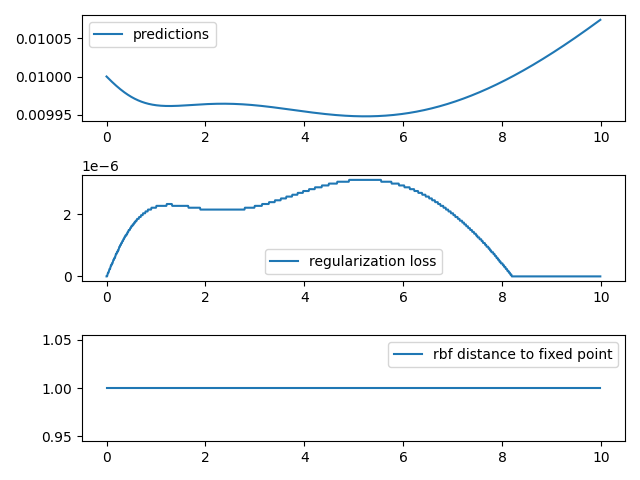 0.01005
0.01000
0.00995
predictions
0 2 4 6 8 10
1e−6
2
0
regularization loss
0 2 4 6 8 10
1.05
1.00
0.95
rbf distance to fixed point
0 2 4 6 8 10